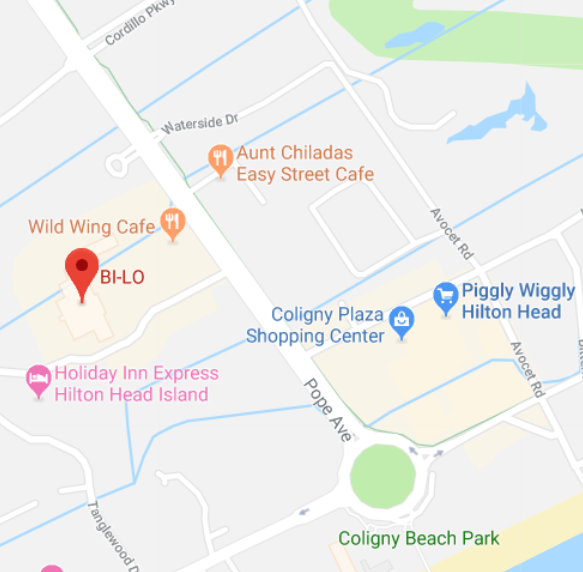 Cordillo Pkwy
Waterside Dr
Aunt Chiladas
Easy Street Cafe
Wild Wing Cafe
Avocet Rd
BI-LO
Piggly Wiggly
Hilton Head
Coligny Plaza
Shopping Center
Avocet Rd
Holiday Inn Express
Hilton Head Island
Pope Ave
Tanglewood D
Coligny Beach Park